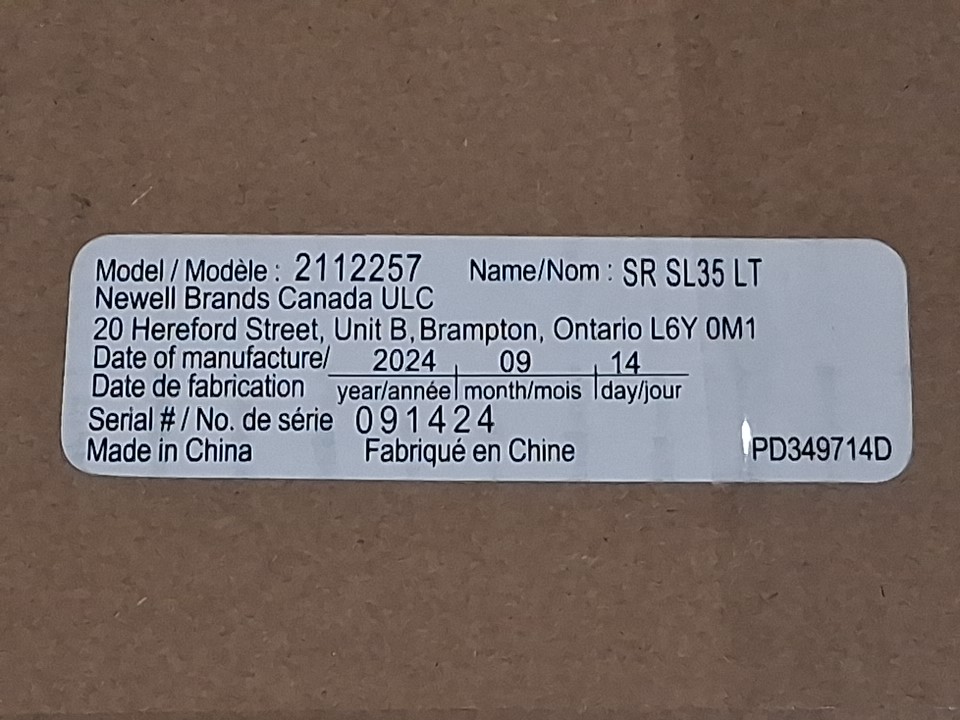 Model / Modèle : 2112257 Name/Nom : SR SL35 LT
Newell Brands Canada ULC
20 Hereford Street, Unit B, Brampton, Ontario L6Y 0M1
Date of manufacture/ 2024 09 14
Date de fabrication year/année month/mois day/jour
Serial # / No. de série 091424
Made in China Fabriqué en Chine PD349714D